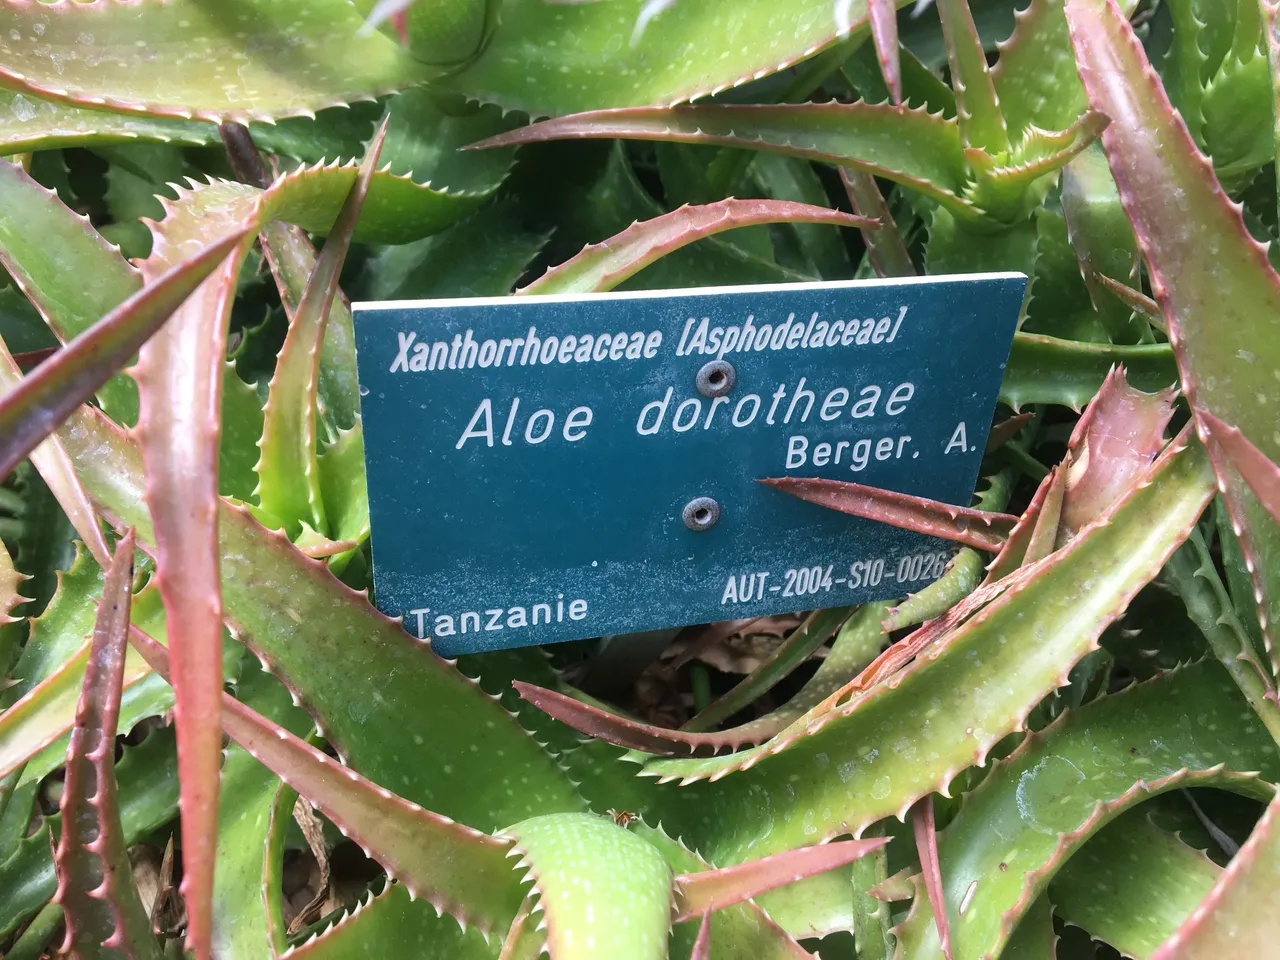 Xanthorrhoeaceae [Asphodelaceae]
Aloe dorotheae
Berger. A.
Tanzanie
AUT-2004-S10-0026